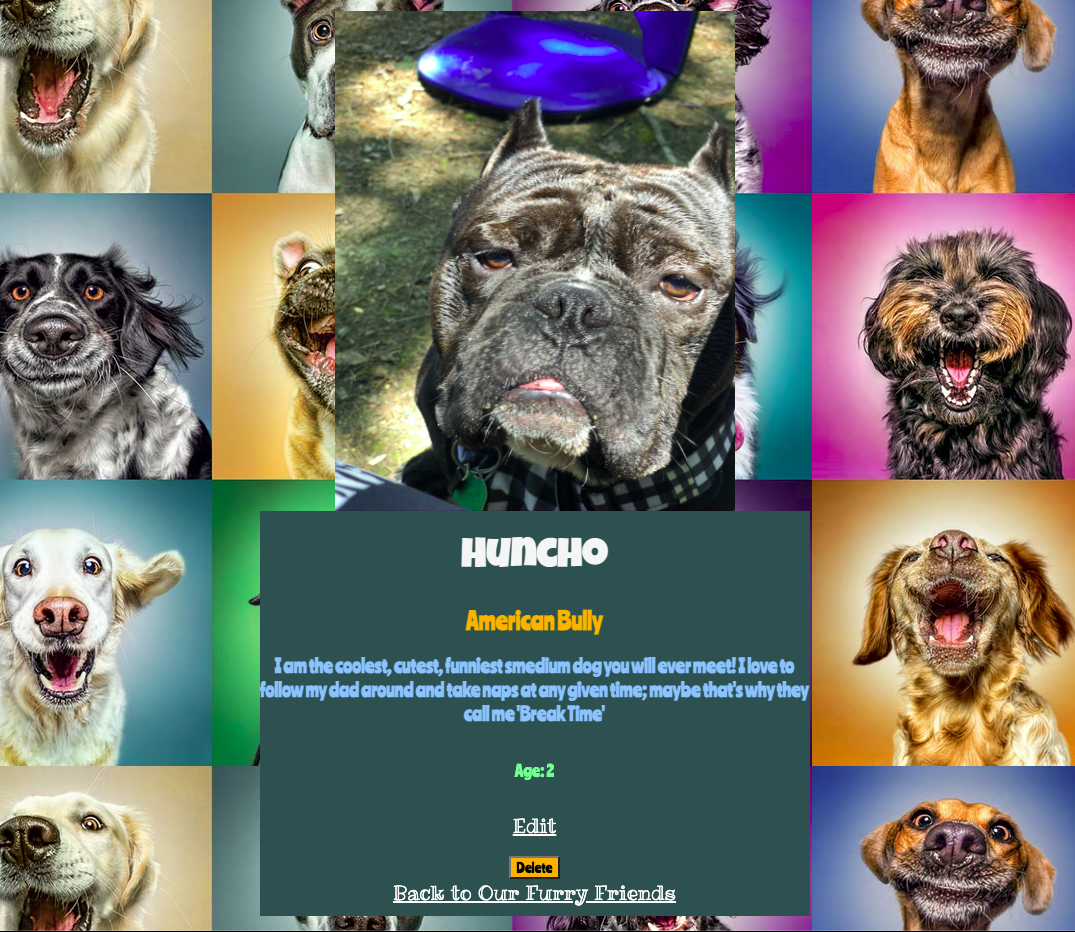 Huncho
American Bully
I am the coolest, cutest, funniest smedium dog you will ever meet! I love to
follow my dad around and take naps at any given time; maybe that's why they
call me 'Break Time'
Age: 2
Edit
Delete
Back to Our Furry Friends